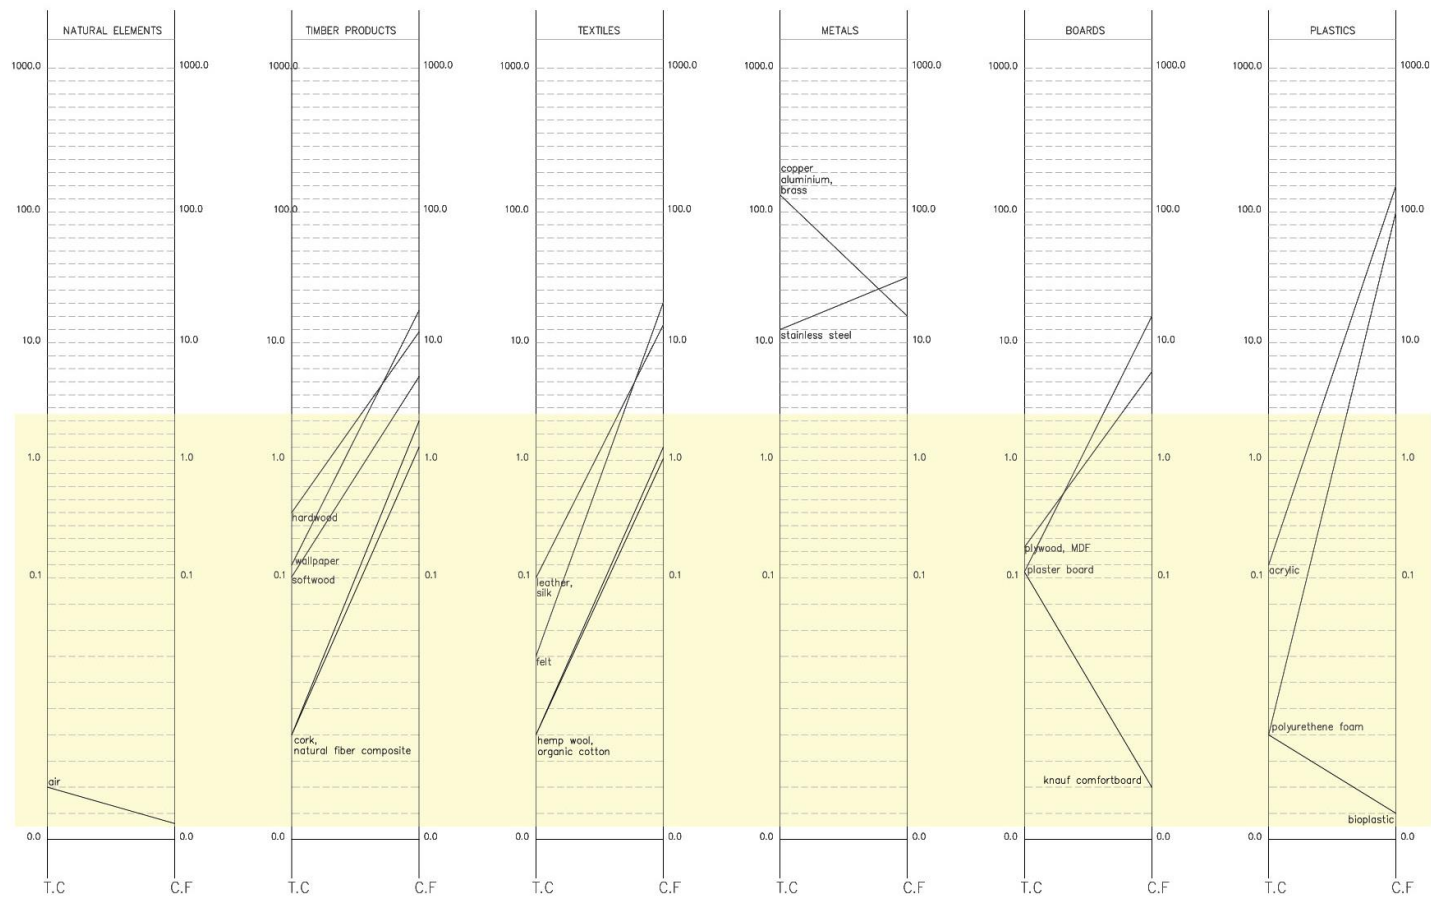 NATURAL ELEMENTS
1000.0 1000.0
100.0 100.0
10.0 10.0
1.0 1.0
0.1 0.1
air
0.0 0.0
T.C C.F
TIMBER PRODUCTS
1000.0 1000.0
100.0 100.0
10.0 10.0
1.0 1.0
hardwood
wallpaper
0.1 0.1
softwood
cork,
natural fiber composite
0.0 0.0
T.C C.F
TEXTILES
1000.0 1000.0
100.0 100.0
10.0 10.0
1.0 1.0
0.1 0.1
leather,
silk
felt
hemp wool,
organic cotton
0.0 0.0
T.C C.F
METALS
1000.0 1000.0
copper
aluminium,
brass
100.0 100.0
stainless steel
10.0 10.0
1.0 1.0
0.1 0.1
0.0 0.0
T.C C.F
BOARDS
1000.0 1000.0
100.0 100.0
10.0 10.0
1.0 1.0
plywood, MDF
plaster board
0.1 0.1
knauf comfortboard
0.0 0.0
T.C C.F
PLASTICS
1000.0 1000.0
100.0 100.0
10.0 10.0
1.0 1.0
acrylic
0.1 0.1
polyurethene foam
bioplastic
0.0 0.0
T.C C.F